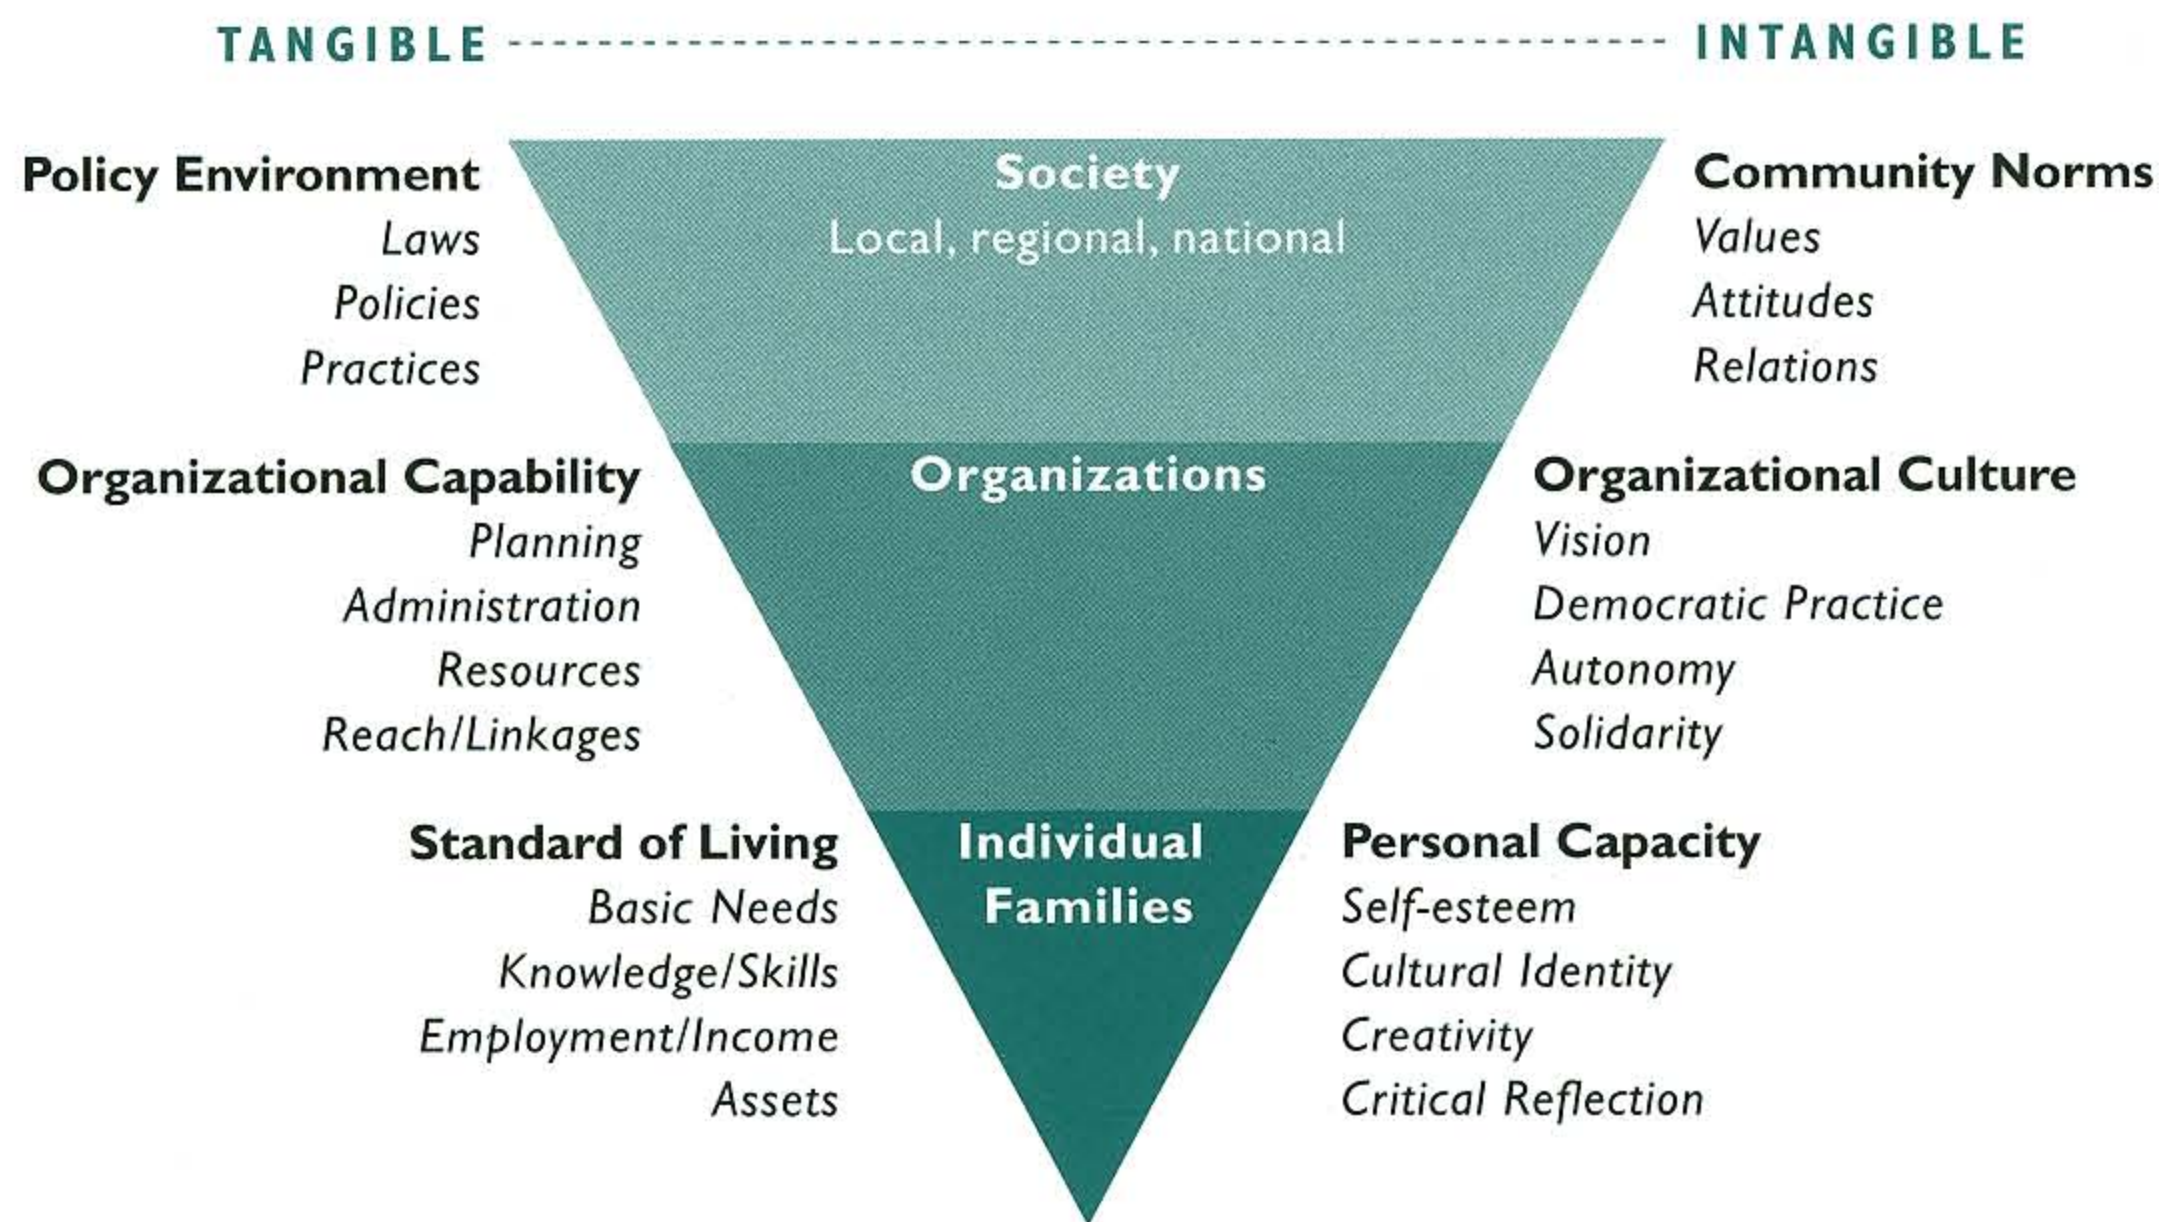 TANGIBLE
INTANGIBLE
Policy Environment
Laws
Policies
Practices
Society
Local, regional, national
Community Norms
Values
Attitudes
Relations
Organizational Capability
Planning
Administration
Resources
Reach/Linkages
Organizations
Organizational Culture
Vision
Democratic Practice
Autonomy
Solidarity
Standard of Living
Basic Needs
Knowledge/Skills
Employment/Income
Assets
Individual
Families
Personal Capacity
Self-esteem
Cultural Identity
Creativity
Critical Reflection